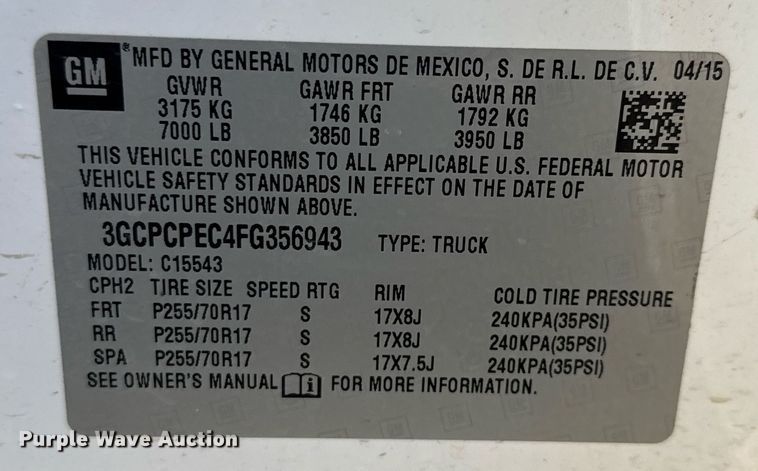 GM
® MFD BY GENERAL MOTORS DE MEXICO, S. DE R.L. DE C.V. 04/15
GVWR GAWR FRT GAWR RR
3175 KG 1746 KG 1792 KG
7000 LB 3850 LB 3950 LB
THIS VEHICLE CONFORMS TO ALL APPLICABLE U.S. FEDERAL MOTOR
VEHICLE SAFETY STANDARDS IN EFFECT ON THE DATE OF
MANUFACTURE SHOWN ABOVE.
3GCPCPEC4FG356943 TYPE: TRUCK
MODEL: C15543
CPH2 TIRE SIZE SPEED RTG RIM COLD TIRE PRESSURE
FRT P255/70R17 S 17X8J 240KPA(35PSI)
RR P255/70R17 S 17X8J 240KPA(35PSI)
SPA P255/70R17 S 17X7.5J 240KPA(35PSI)
SEE OWNER'S MANUAL i FOR MORE INFORMATION.
Purple Wave Auction